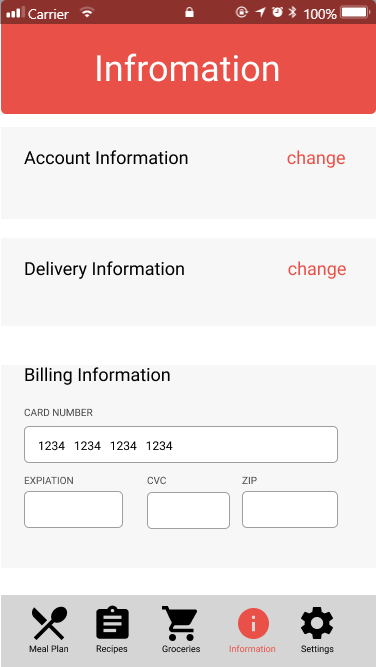 Carrier 100%
Infromation
Account Information change
Delivery Information change
Billing Information
CARD NUMBER
1234 1234 1234 1234
EXPIATION CVC ZIP
Meal Plan Recipes Groceries Information Settings